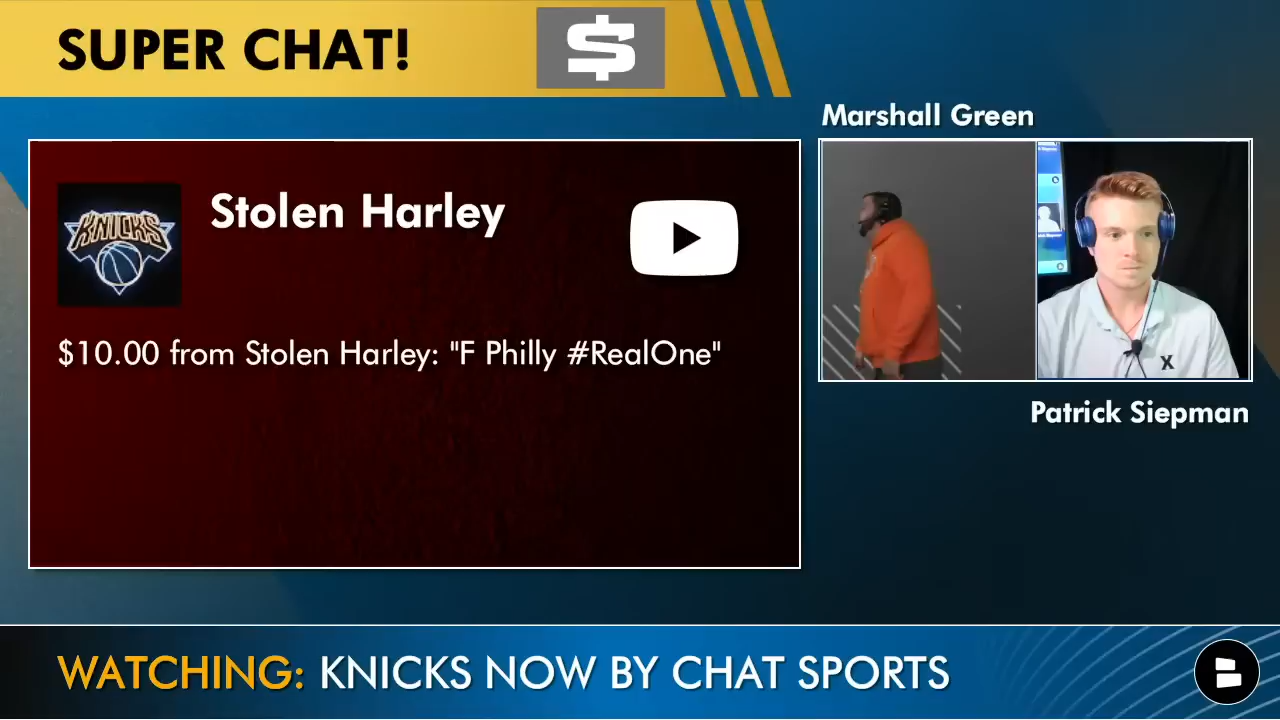 SUPER CHAT!
$
Marshall Green
KNICKS
Stolen Harley
$10.00 from Stolen Harley: "F Philly #RealOne"
X
Patrick Siepman
WATCHING: KNICKS NOW BY CHAT SPORTS